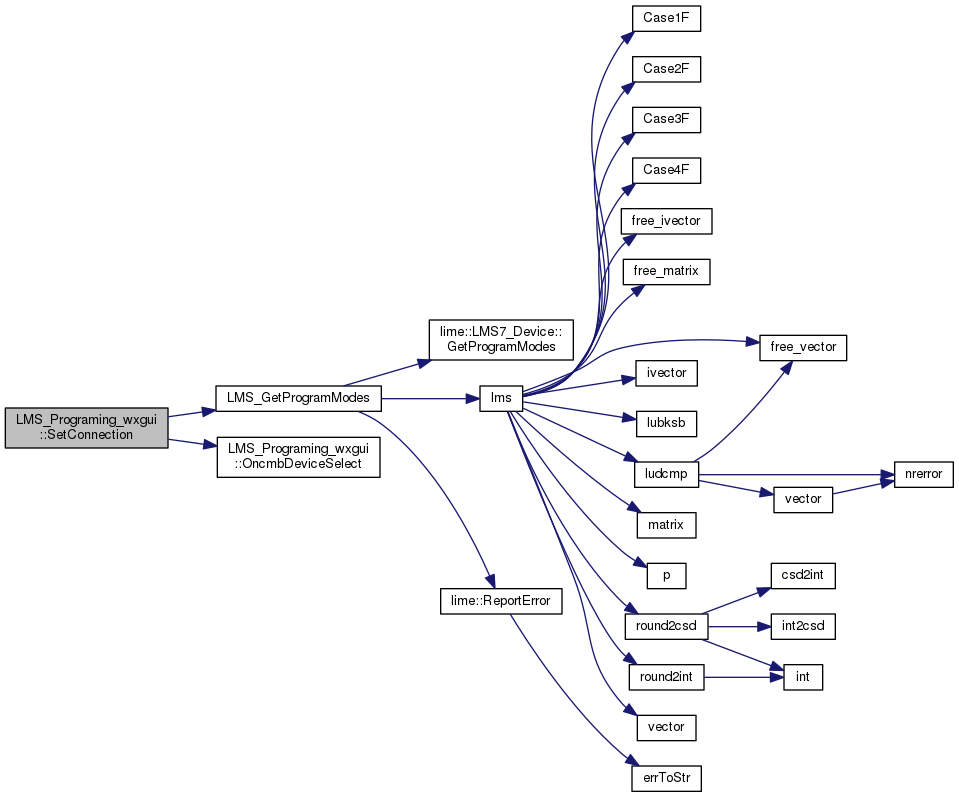 Case1F
Case2F
Case3F
Case4F
free_ivector
free_matrix
lime::LMS7_Device::
GetProgramModes
free_vector
ivector
LMS_GetProgramModes
lms
LMS_Programing_wxgui
::SetConnection
lubksb
LMS_Programing_wxgui
::OncmbDeviceSelect
ludcmp
nrerror
vector
matrix
p
csd2int
lime::ReportError
round2csd
int2csd
round2int
int
vector
errToStr